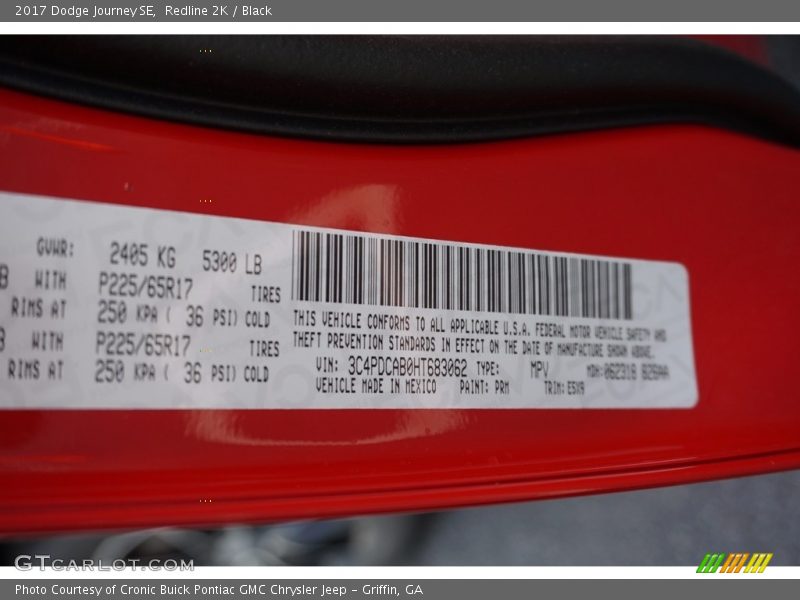 2017 Dodge Journey SE, Redline 2K / Black
GVWR: 2405 KG 5300 LB
WITH P225/65R17 TIRES
RIMS AT 250 KPA ( 36 PSI) COLD
WITH P225/65R17 TIRES
RIMS AT 250 KPA ( 36 PSI) COLD
THIS VEHICLE CONFORMS TO ALL APPLICABLE U.S.A. FEDERAL MOTOR VEHICLE SAFETY AND
THEFT PREVENTION STANDARDS IN EFFECT ON THE DATE OF MANUFACTURE SHOWN ABOVE.
VIN: 3C4PDCAB0HT683062 TYPE: MPV MDH:
VEHICLE MADE IN MEXICO PAINT: PRM TRIM:
GTCARLOT.COM
Photo Courtesy of Cronic Buick Pontiac GMC Chrysler Jeep – Griffin, GA